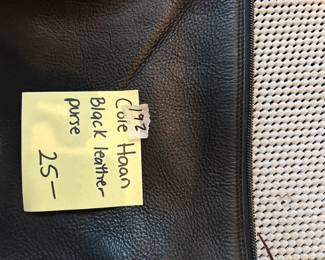 192
Cole Haan
Black leather
purse
25—